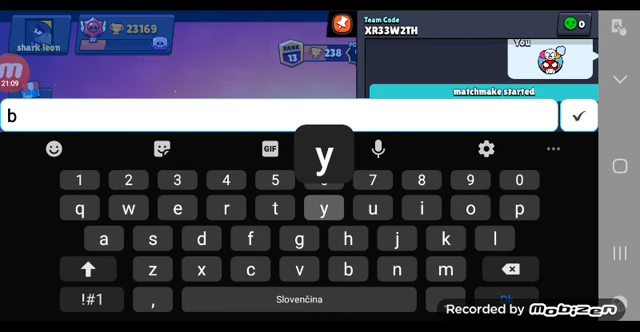 shark leon
23169
Team Code
XR33W2TH
0
RANK
13
238
You
matchmake started
21:09
b
y
GIF
1 2 3 4 5 7 8 9 0
q w e r t y u i o p
a s d f g h j k l
z x c v b n m
!#1 , Slovenčina
Recorded by Mobizen